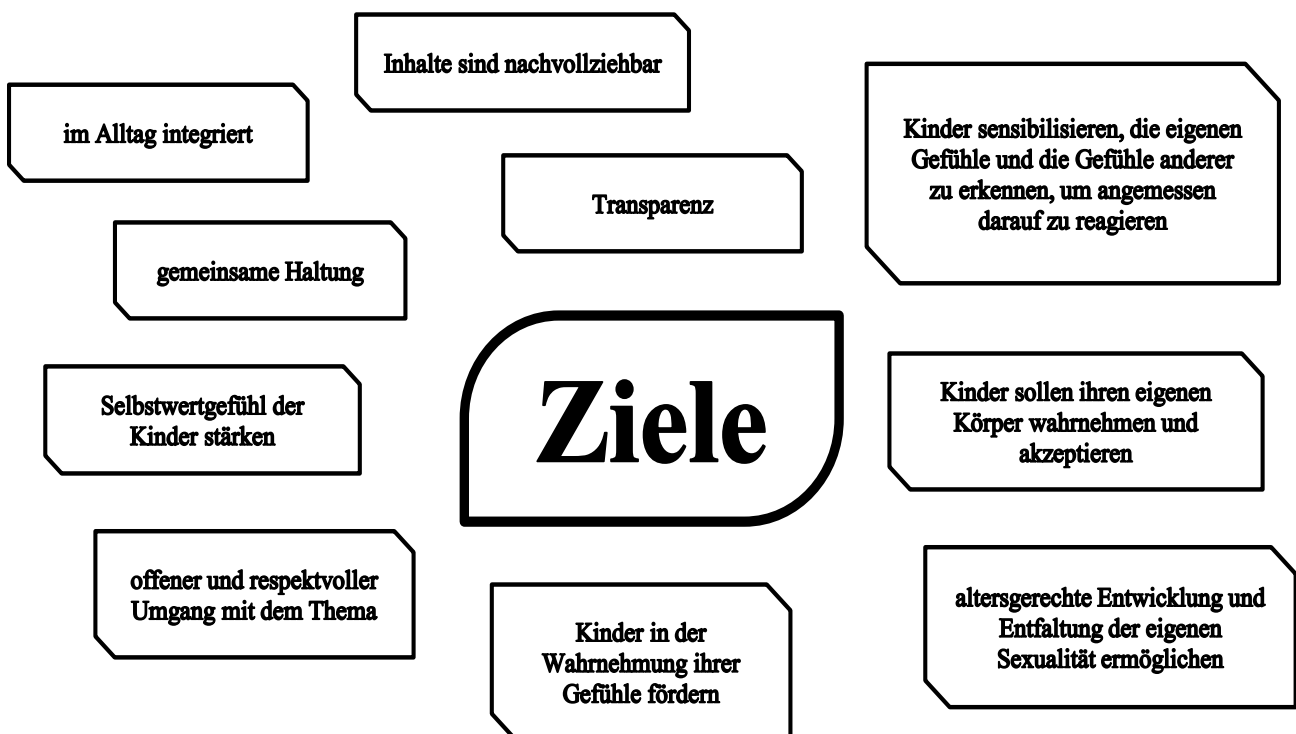 Inhalte sind nachvollziehbar
im Alltag integriert
Kinder sensibilisieren, die eigenen
Gefühle und die Gefühle anderer
zu erkennen, um angemessen
darauf zu reagieren
Transparenz
gemeinsame Haltung
Ziele
Selbstwertgefühl der
Kinder stärken
Kinder sollen ihren eigenen
Körper wahrnehmen und
akzeptieren
offener und respektvoller
Umgang mit dem Thema
Kinder in der
Wahrnehmung ihrer
Gefühle fördern
altersgerechte Entwicklung und
Entfaltung der eigenen
Sexualität ermöglichen